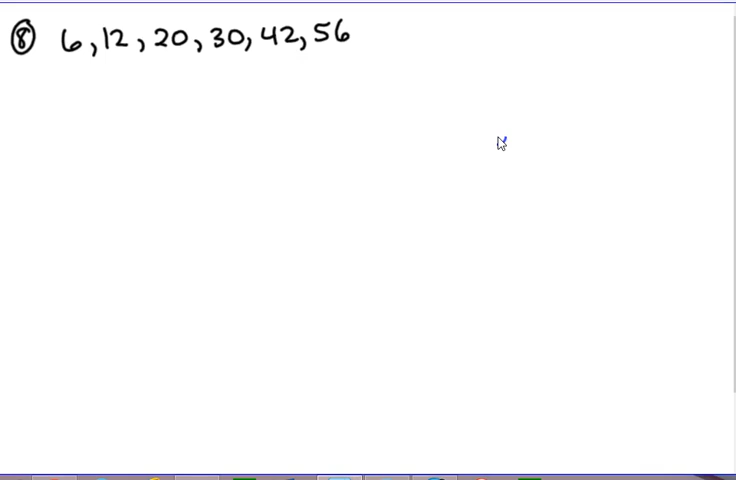 ⑧ 6, 12, 20, 30, 42, 56